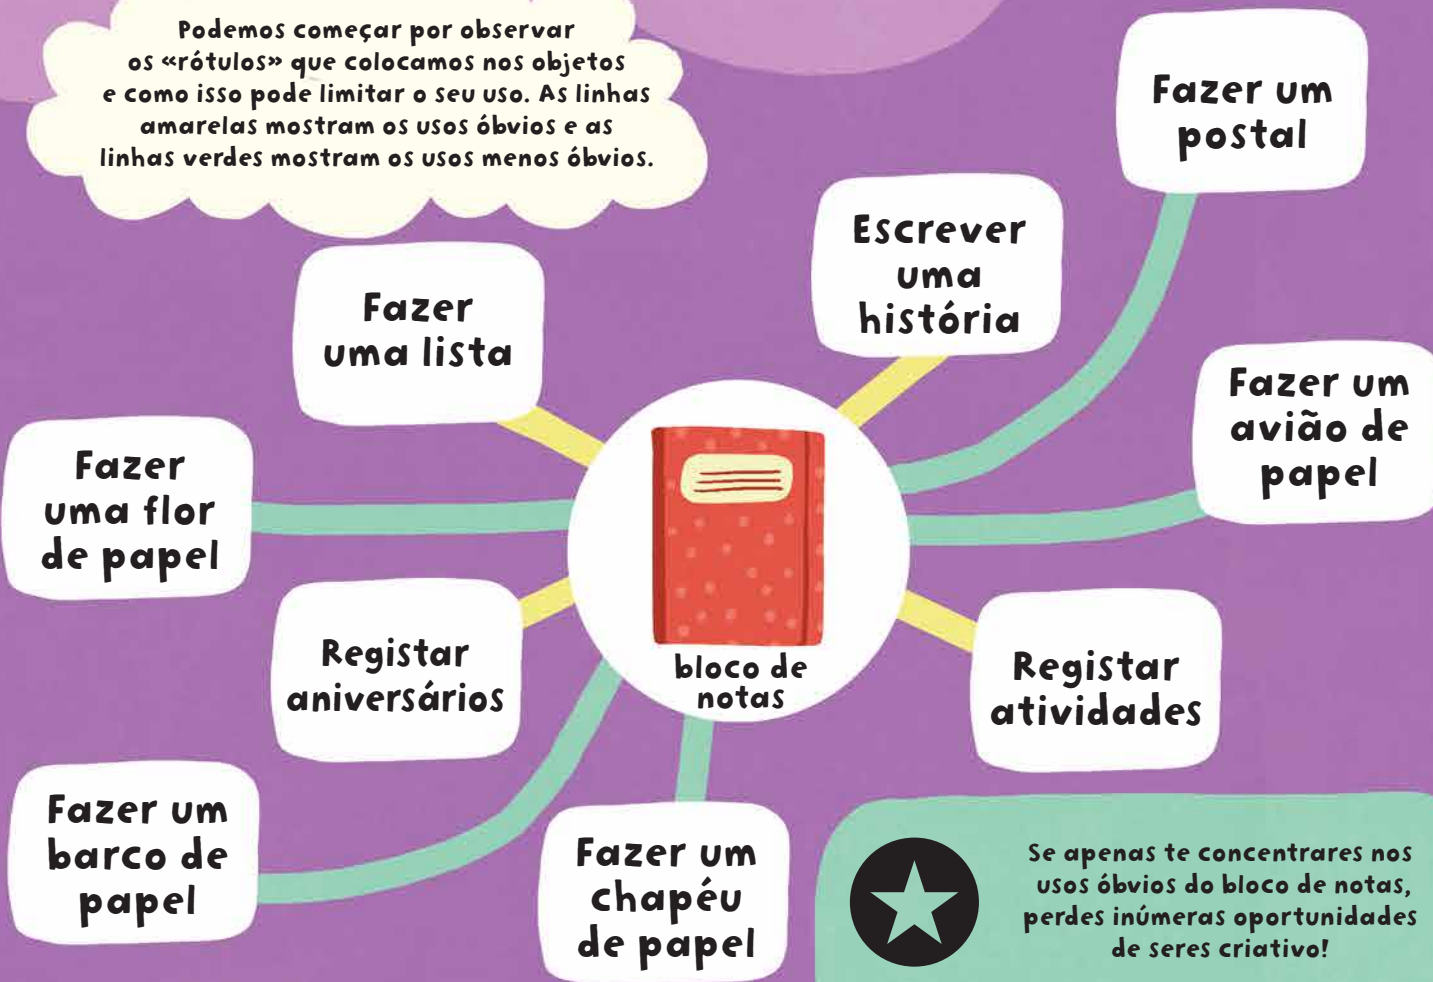 Podemos começar por observar
os «rótulos» que colocamos nos objetos
e como isso pode limitar o seu uso. As linhas
amarelas mostram os usos óbvios e as
linhas verdes mostram os usos menos óbvios.
Fazer um
postal
Escrever
uma
história
Fazer
uma lista
Fazer um
avião de
papel
Fazer
uma flor
de papel
bloco de
notas
Registar
aniversários
Registar
atividades
Fazer um
barco de
papel
Fazer um
chapéu
de papel
Se apenas te concentrares nos
usos óbvios do bloco de notas,
perdes inúmeras oportunidades
de seres criativo!